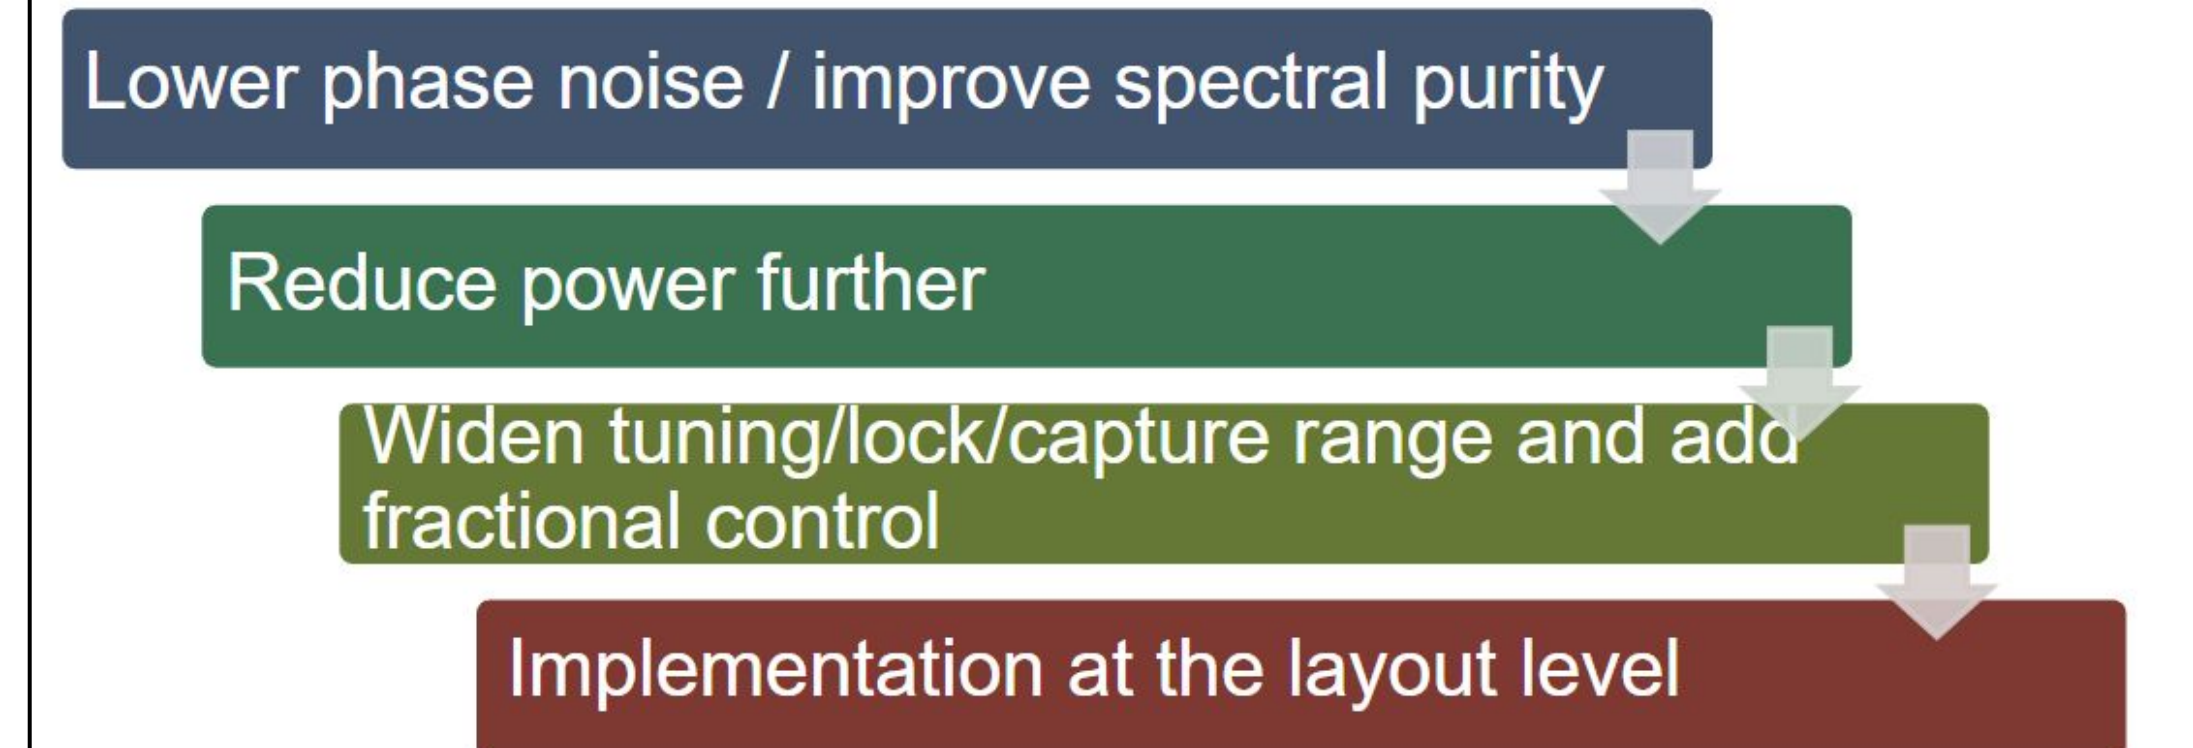 Lower phase noise / improve spectral purity
Reduce power further
Widen tuning/lock/capture range and add
fractional control
Implementation at the layout level